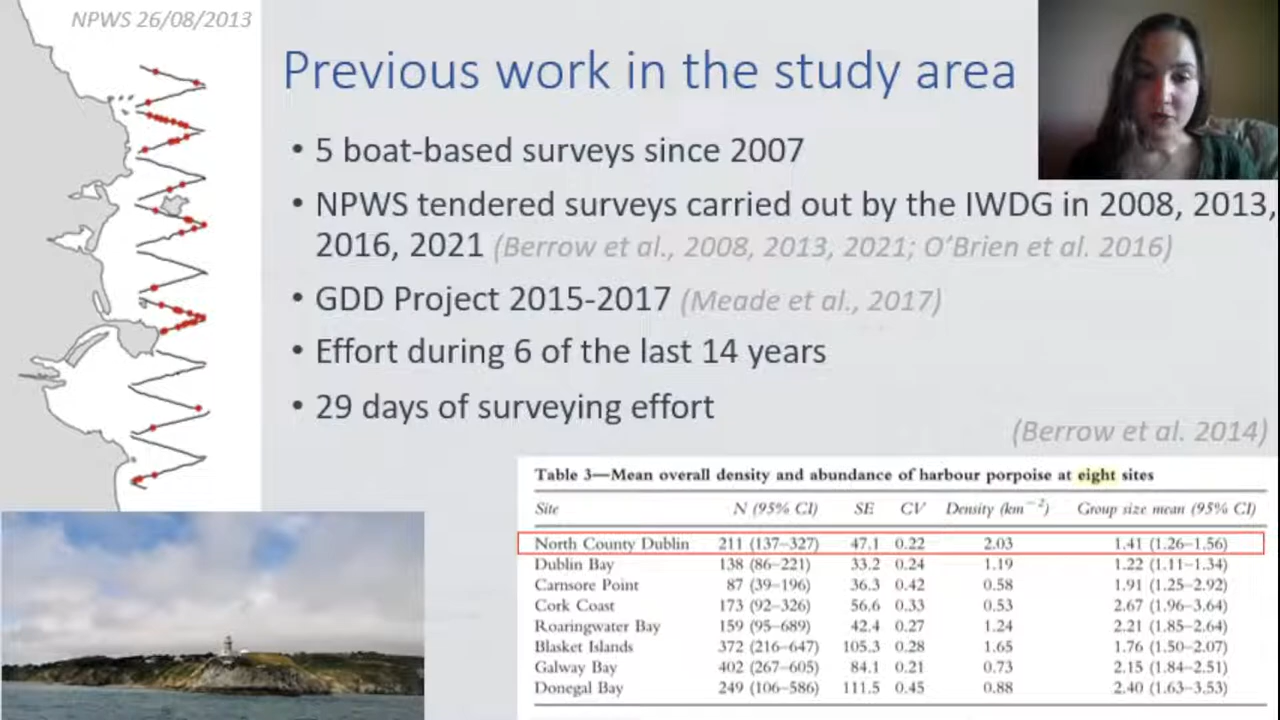 NPWS 26/08/2013
Previous work in the study area
• 5 boat-based surveys since 2007
• NPWS tendered surveys carried out by the IWDG in 2008, 2013,
2016, 2021 (Berrow et al., 2008, 2013, 2021; O'Brien et al. 2016)
• GDD Project 2015-2017 (Meade et al., 2017)
• Effort during 6 of the last 14 years
• 29 days of surveying effort
(Berrow et al. 2014)
Table 3—Mean overall density and abundance of harbour porpoise at eight sites
Site N (95% CI) SE CV Density (km⁻²) Group size mean (95% CI)
North County Dublin 211 (137–327) 47.1 0.22 2.03 1.41 (1.26–1.56)
Dublin Bay 138 (86–221) 33.2 0.24 1.19 1.22 (1.11–1.34)
Carnsore Point 87 (39–196) 36.3 0.42 0.58 1.91 (1.25–2.92)
Cork Coast 173 (92–326) 56.6 0.33 0.53 2.67 (1.96–3.64)
Roaringwater Bay 159 (95–689) 42.4 0.27 1.24 2.21 (1.85–2.64)
Blasket Islands 372 (216–647) 105.3 0.28 1.65 1.76 (1.50–2.07)
Galway Bay 402 (267–605) 84.1 0.21 0.73 2.15 (1.84–2.51)
Donegal Bay 249 (106–586) 111.5 0.45 0.88 2.40 (1.63–3.53)